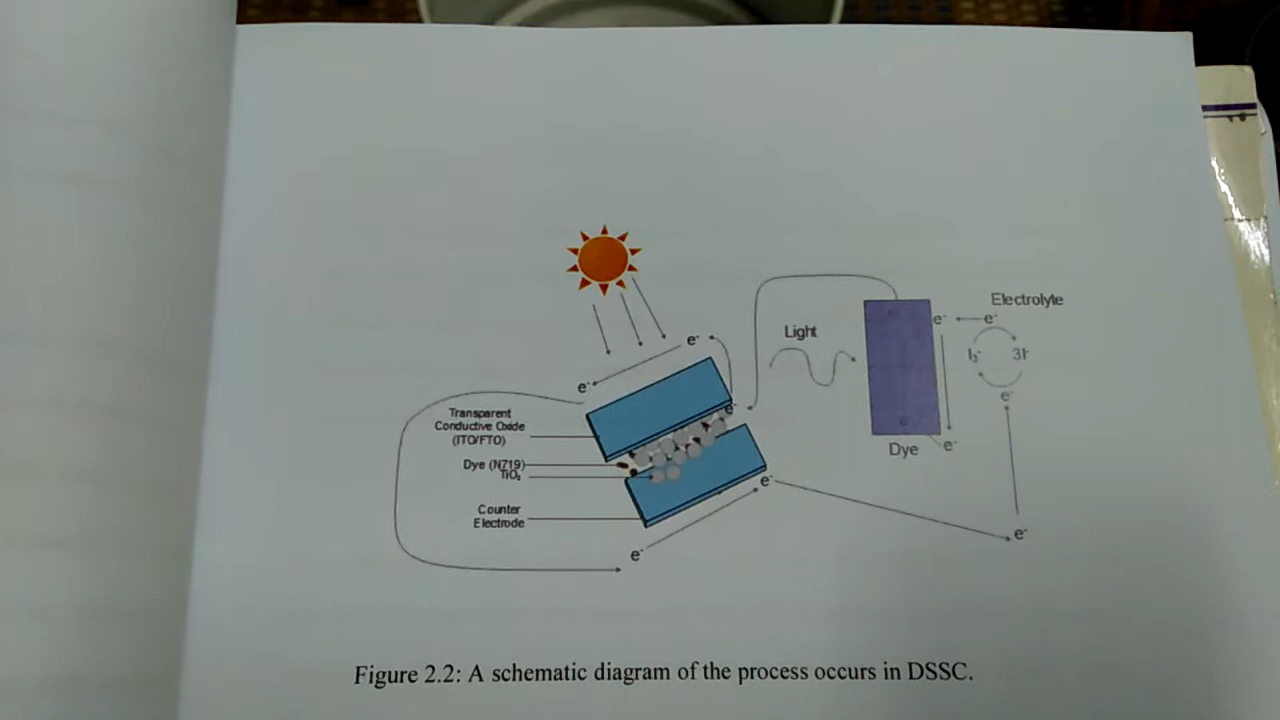 Electrolyte
Light
e⁻
e⁻
e⁻
e⁻
e⁻
I₃⁻
3I⁻
e⁻
Transparent
Conductive Oxide
(ITO/FTO)
Dye
e⁻
Dye (N719)
TiO₂
e⁻
Counter
Electrode
e⁻
e⁻
Figure 2.2: A schematic diagram of the process occurs in DSSC.